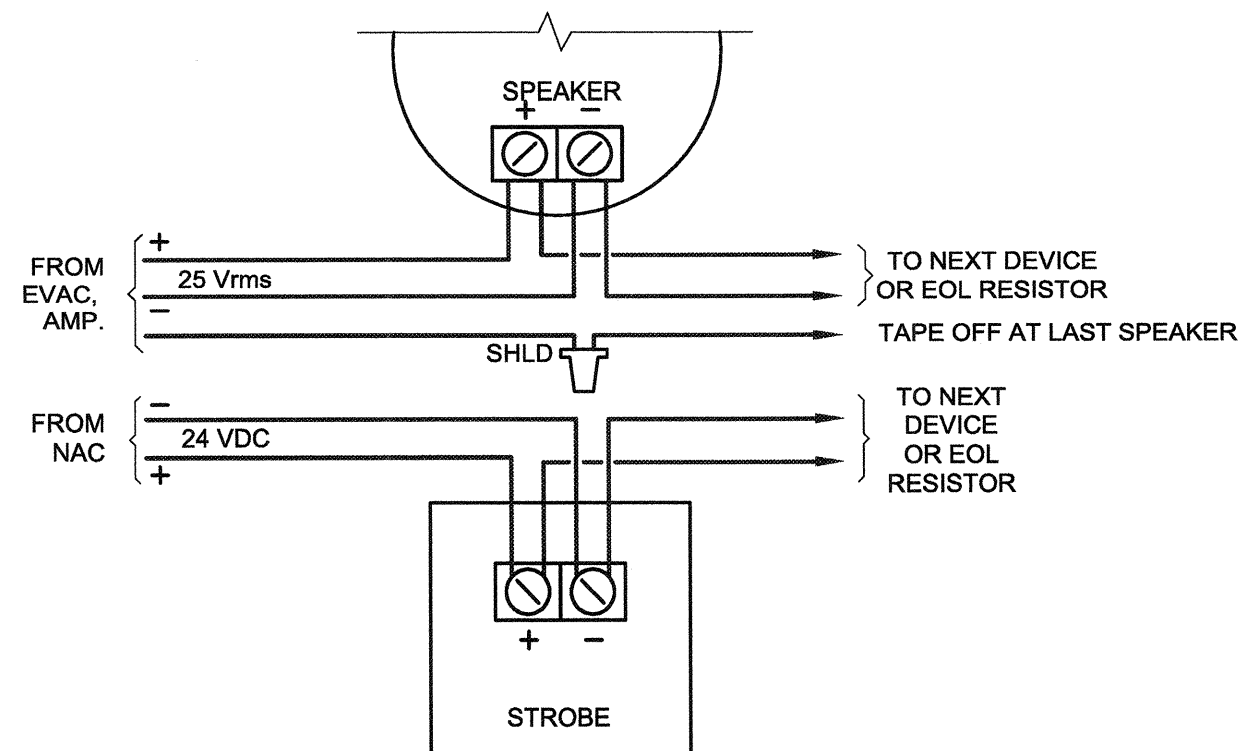 SPEAKER
+ −
+
FROM
EVAC,
AMP.
25 Vrms
−
TO NEXT DEVICE
OR EOL RESISTOR
TAPE OFF AT LAST SPEAKER
SHLD
−
FROM
NAC
24 VDC
+
TO NEXT
DEVICE
OR EOL
RESISTOR
+ −
STROBE